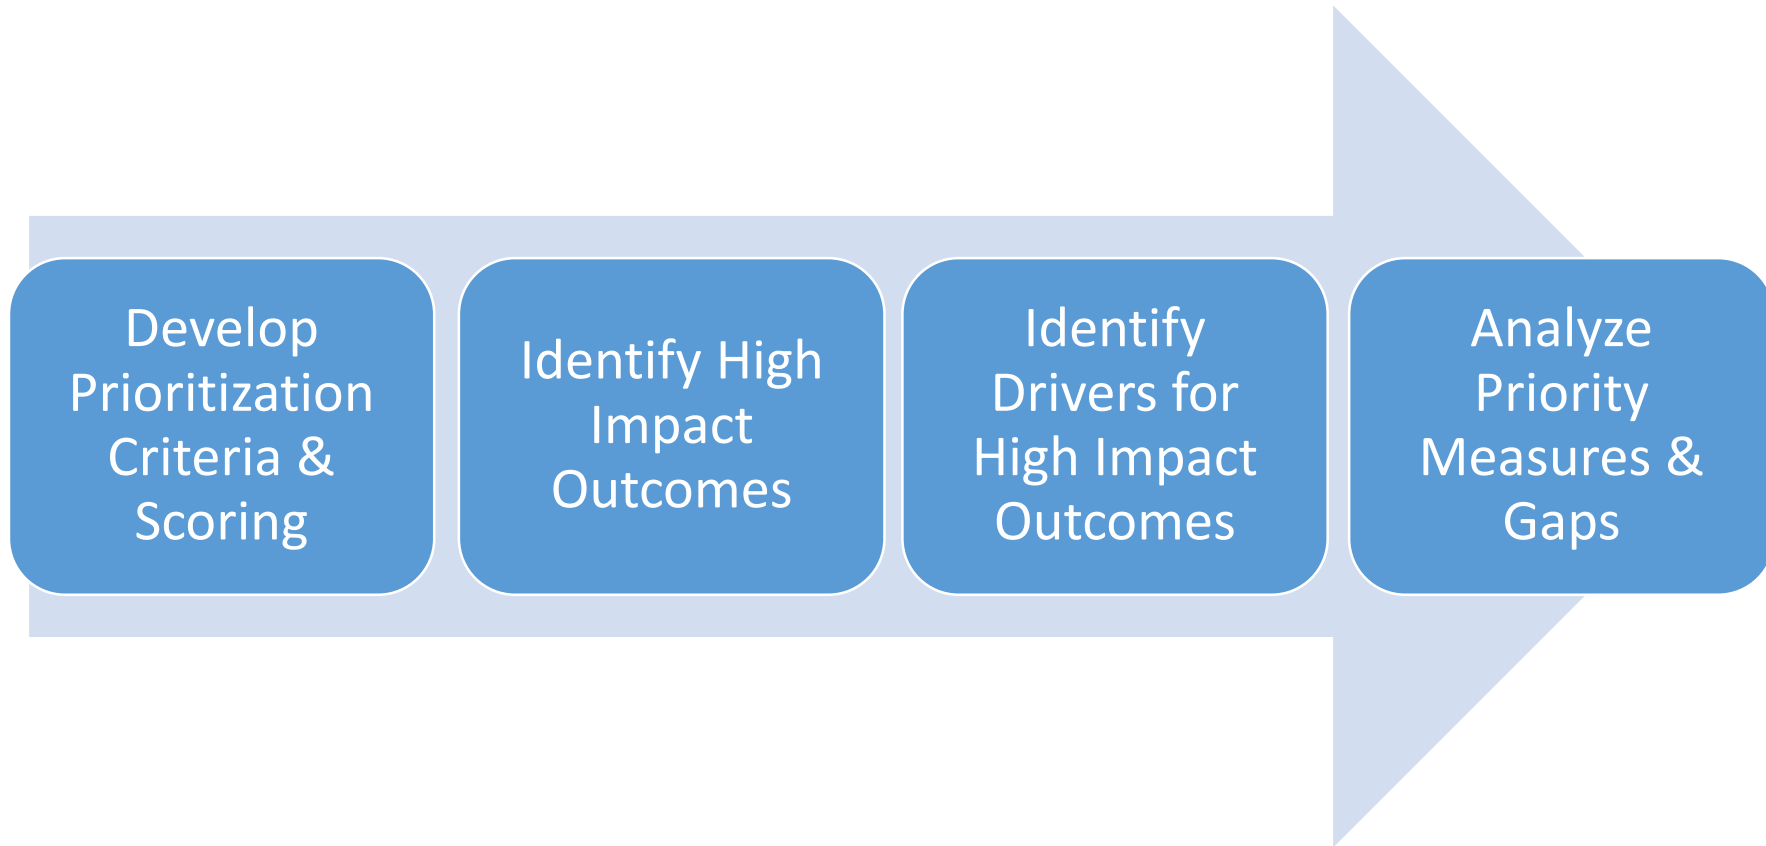 Develop
Prioritization
Criteria &
Scoring
Identify High
Impact
Outcomes
Identify
Drivers for
High Impact
Outcomes
Analyze
Priority
Measures &
Gaps